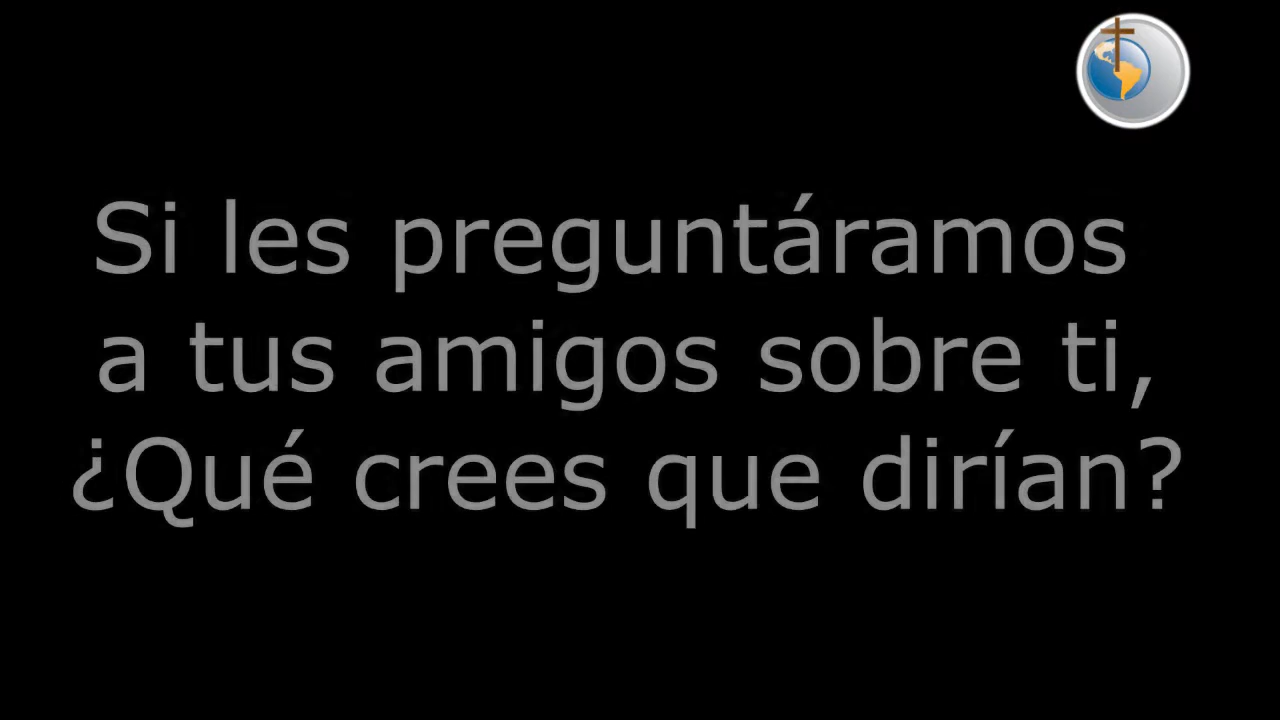 Si les preguntáramos
a tus amigos sobre ti,
¿Qué crees que dirían?